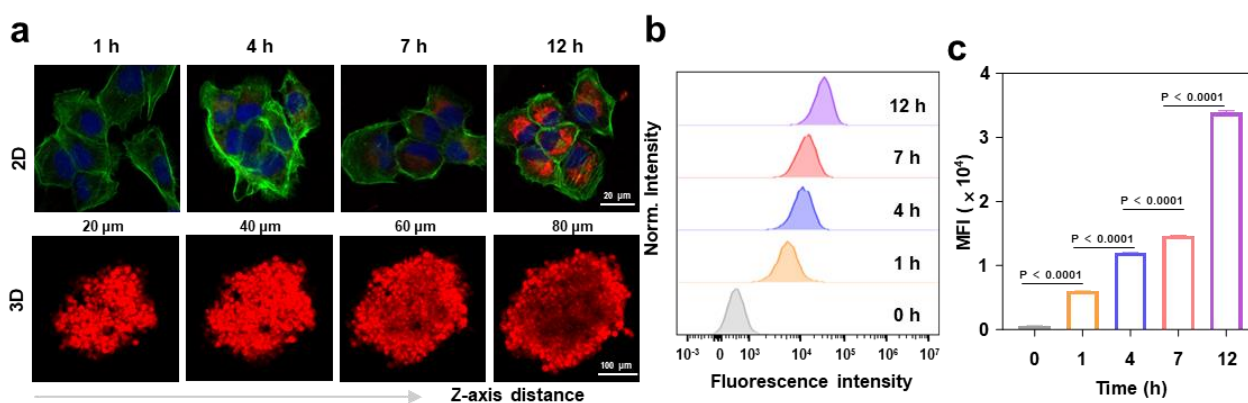 a
1 h 4 h 7 h 12 h
2D
20 µm
20 µm 40 µm 60 µm 80 µm
3D
100 µm
Z-axis distance
b
Norm. Intensity
12 h
7 h
4 h
1 h
0 h
10⁻³ 0 10³ 10⁴ 10⁵ 10⁶ 10⁷
Fluorescence intensity
c
MFI ( × 10⁴)
4
3
2
1
0
P < 0.0001
P < 0.0001
P < 0.0001
P < 0.0001
0 1 4 7 12
Time (h)